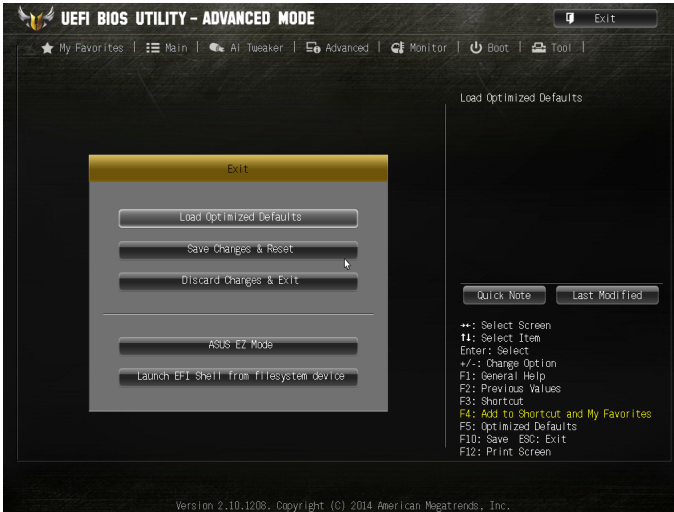 UEFI BIOS UTILITY – ADVANCED MODE
Exit
My Favorites | Main | Ai Tweaker | Advanced | Monitor | Boot | Tool |
Load Optimized Defaults
Exit
Load Optimized Defaults
Save Changes & Reset
Discard Changes & Exit
ASUS EZ Mode
Launch EFI Shell from filesystem device
Quick Note
Last Modified
→←: Select Screen
↑↓: Select Item
Enter: Select
+/-: Change Option
F1: General Help
F2: Previous Values
F3: Shortcut
F4: Add to Shortcut and My Favorites
F5: Optimized Defaults
F10: Save ESC: Exit
F12: Print Screen
Version 2.10.1208. Copyright (C) 2014 American Megatrends, Inc.